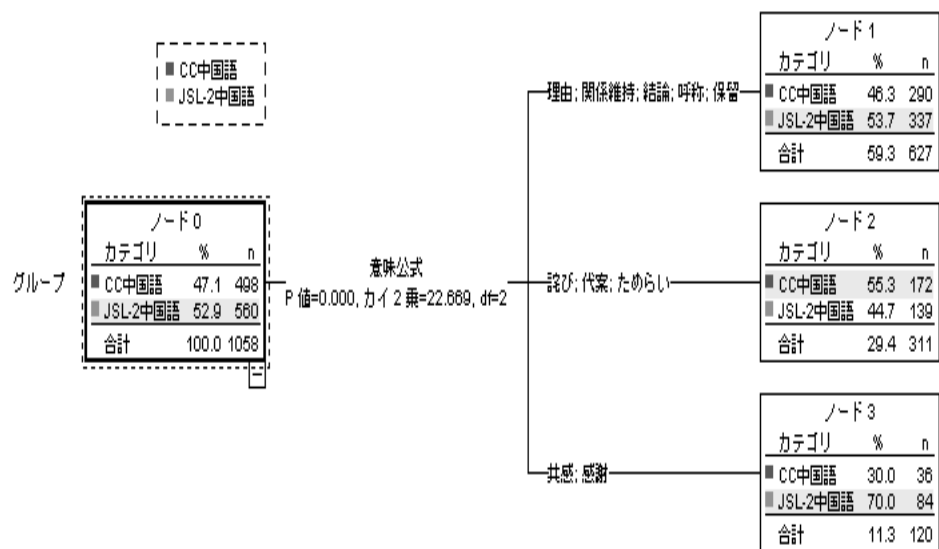 CC中国語
JSL-2中国語
グループ
ノード 0
カテゴリ % n
CC中国語 47.1 498
JSL-2中国語 52.9 560
合計 100.0 1058
意味公式
P 値=0.000, カイ 2 乗=22.669, df=2
理由; 関係維持; 結論; 呼称; 保留
ノード 1
カテゴリ % n
CC中国語 46.3 290
JSL-2中国語 53.7 337
合計 59.3 627
詫び; 代案; ためらい
ノード 2
カテゴリ % n
CC中国語 55.3 172
JSL-2中国語 44.7 139
合計 29.4 311
共感; 感謝
ノード 3
カテゴリ % n
CC中国語 30.0 36
JSL-2中国語 70.0 84
合計 11.3 120